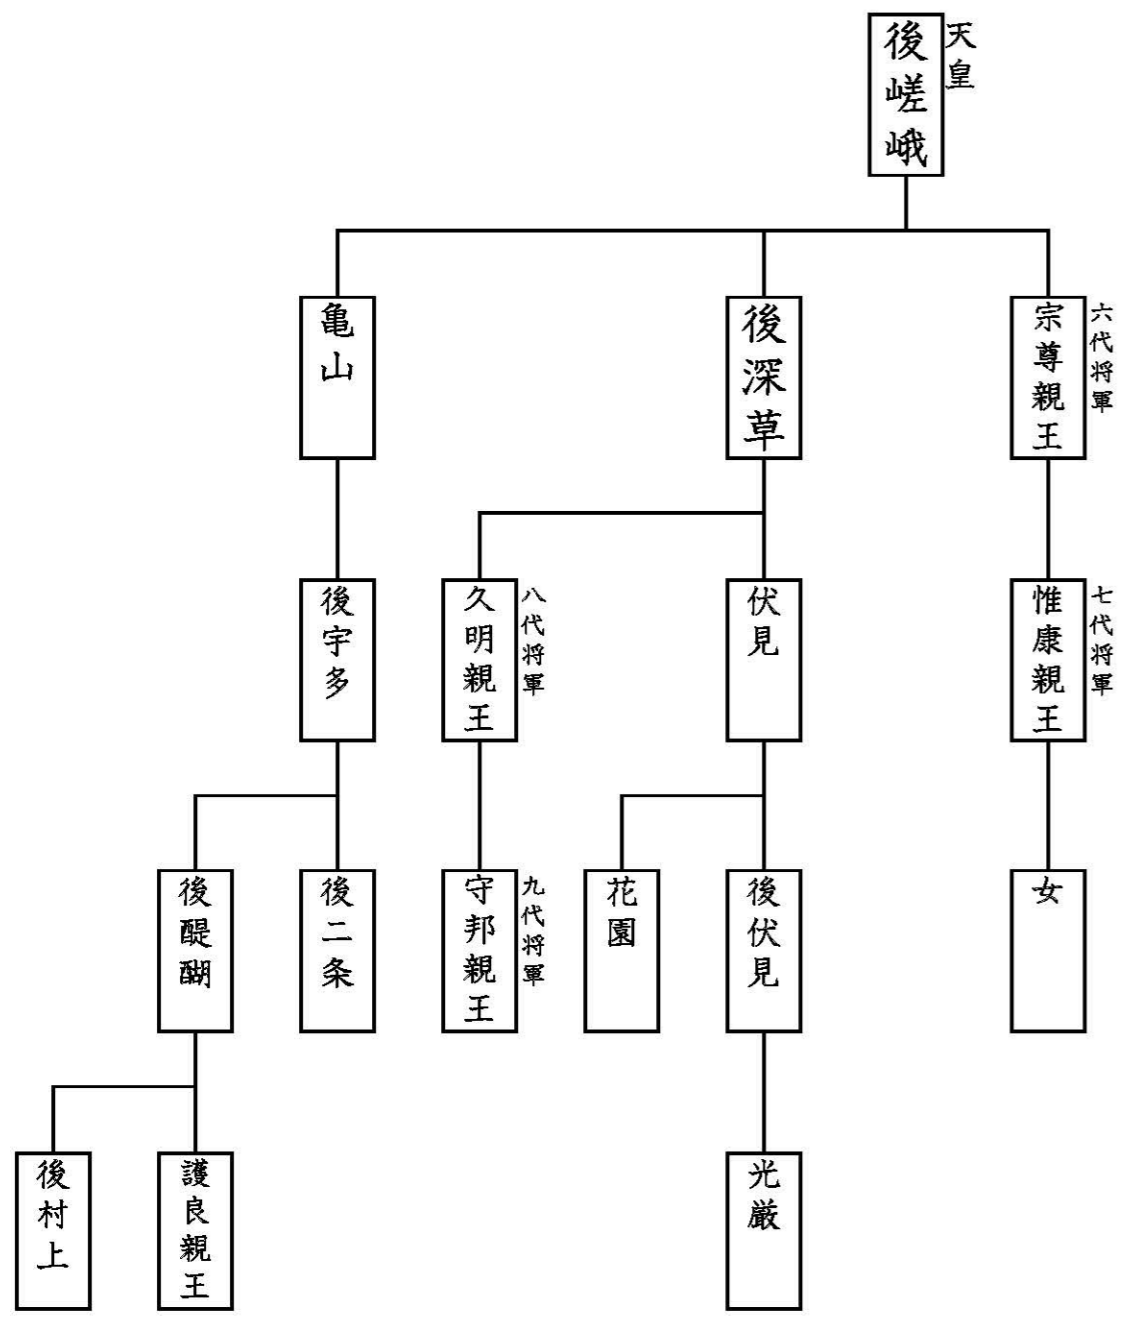 天皇
後嵯峨
六代将軍
宗尊親王
後深草
亀山
七代将軍
惟康親王
伏見
八代将軍
久明親王
後宇多
女
後伏見
花園
九代将軍
守邦親王
後二条
後醍醐
光厳
護良親王
後村上